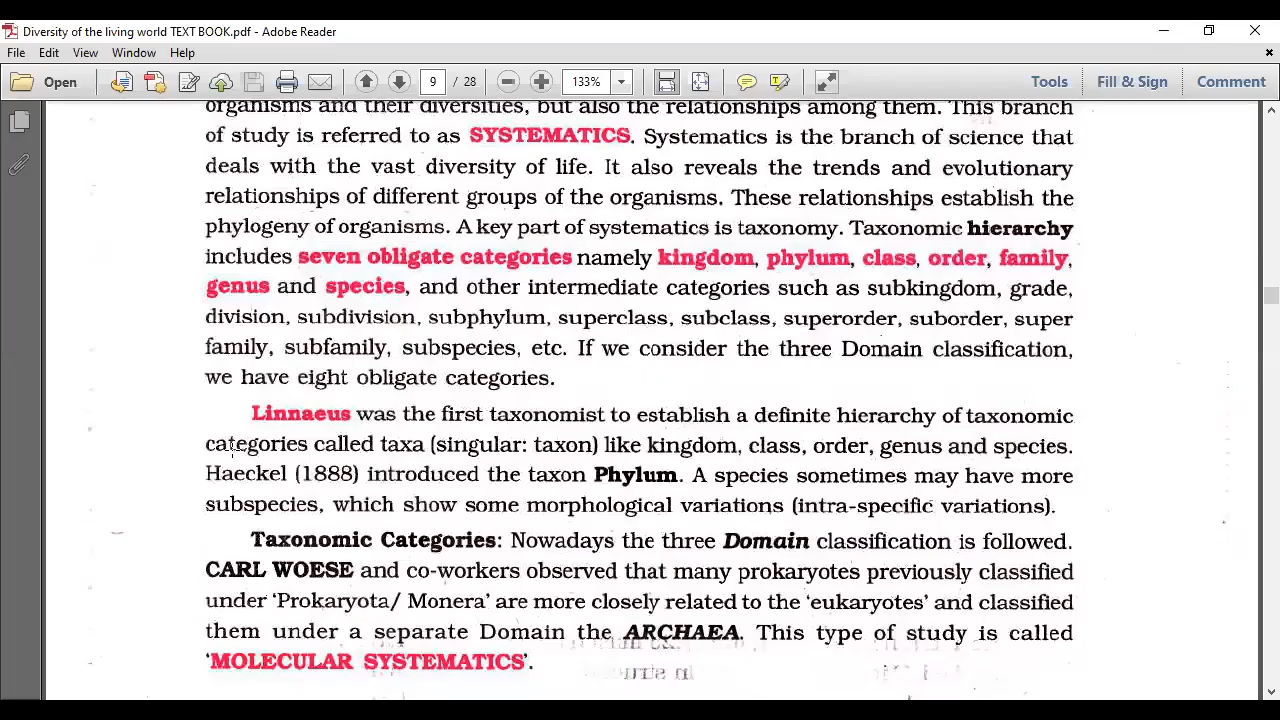 Diversity of the living world TEXT BOOK.pdf - Adobe Reader
File Edit View Window Help
Open 9 / 28 133% Tools Fill & Sign Comment
organisms and their diversities, but also the relationships among them. This branch
of study is referred to as SYSTEMATICS. Systematics is the branch of science that
deals with the vast diversity of life. It also reveals the trends and evolutionary
relationships of different groups of the organisms. These relationships establish the
phylogeny of organisms. A key part of systematics is taxonomy. Taxonomic hierarchy
includes seven obligate categories namely kingdom, phylum, class, order, family,
genus and species, and other intermediate categories such as subkingdom, grade,
division, subdivision, subphylum, superclass, subclass, superorder, suborder, super
family, subfamily, subspecies, etc. If we consider the three Domain classification,
we have eight obligate categories.
Linnaeus was the first taxonomist to establish a definite hierarchy of taxonomic
categories called taxa (singular: taxon) like kingdom, class, order, genus and species.
Haeckel (1888) introduced the taxon Phylum. A species sometimes may have more
subspecies, which show some morphological variations (intra-specific variations).
Taxonomic Categories: Nowadays the three Domain classification is followed.
CARL WOESE and co-workers observed that many prokaryotes previously classified
under 'Prokaryota/ Monera' are more closely related to the 'eukaryotes' and classified
them under a separate Domain the ARCHAEA. This type of study is called
'MOLECULAR SYSTEMATICS'.